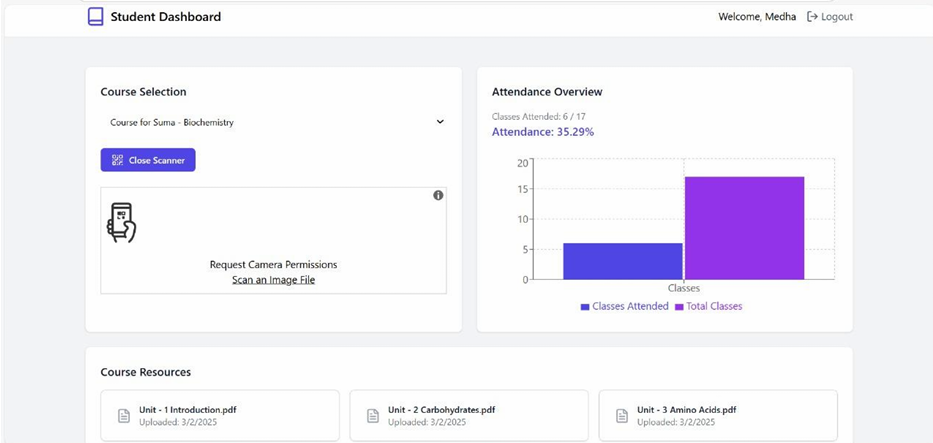 Student Dashboard
Welcome, Medha
Logout
Course Selection
Course for Suma - Biochemistry
Close Scanner
Request Camera Permissions
Scan an Image File
Attendance Overview
Classes Attended: 6 / 17
Attendance: 35.29%
20
15
10
5
0
Classes
Classes Attended
Total Classes
Course Resources
Unit - 1 Introduction.pdf
Uploaded: 3/2/2025
Unit - 2 Carbohydrates.pdf
Uploaded: 3/2/2025
Unit - 3 Amino Acids.pdf
Uploaded: 3/2/2025